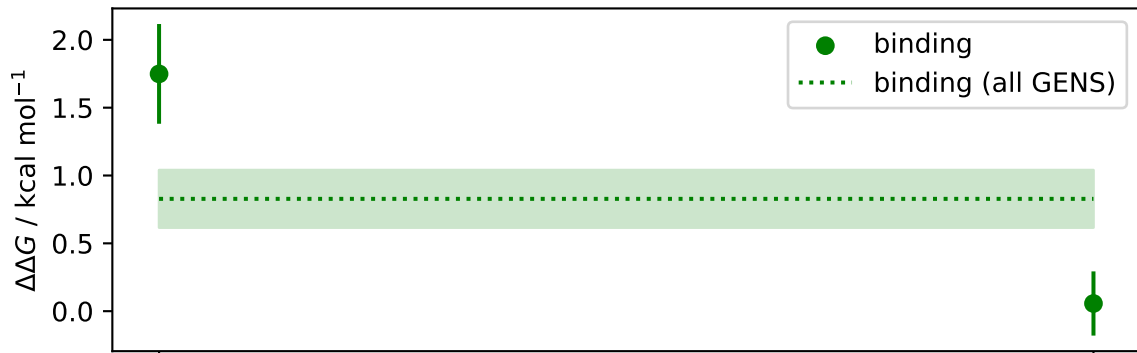 2.0
1.5
1.0
0.5
0.0
ΔΔG / kcal mol⁻¹
binding
binding (all GENS)